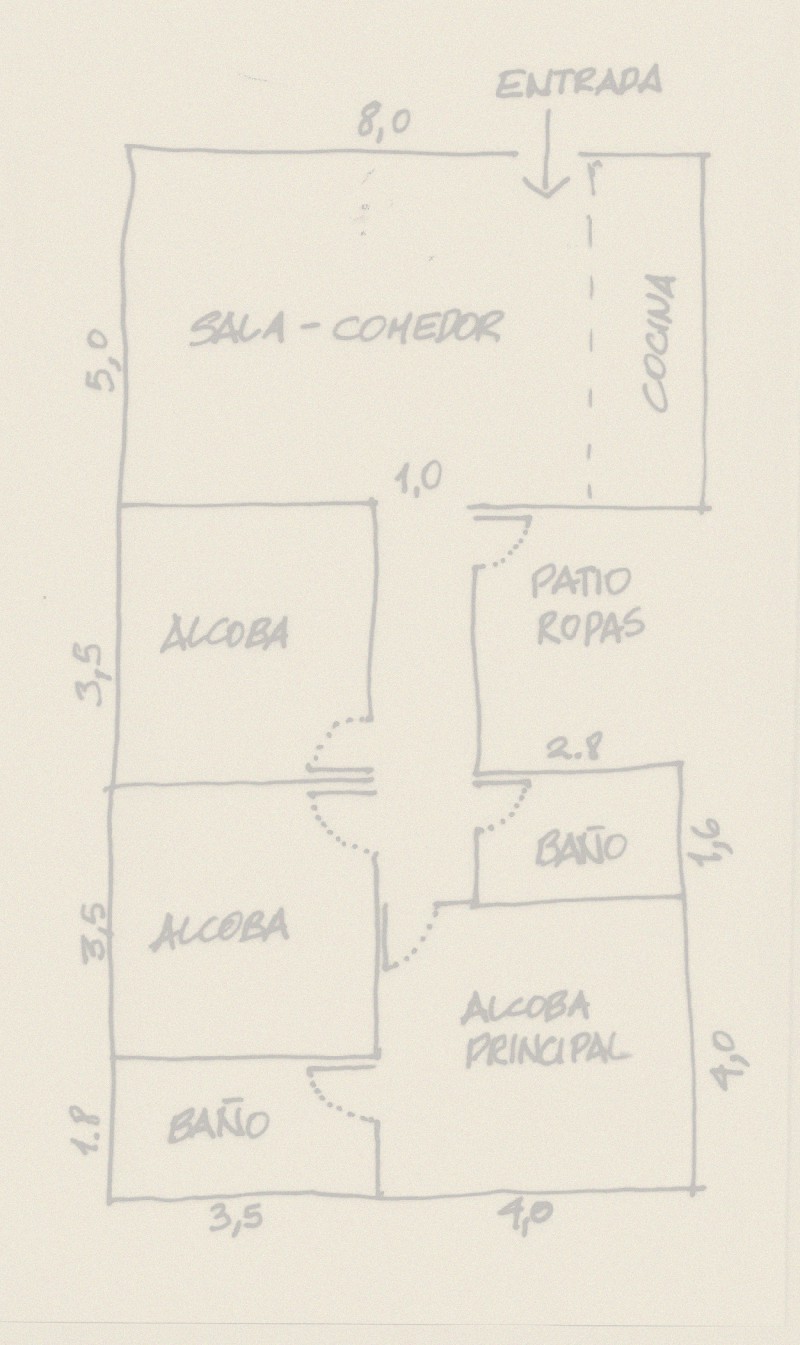 ENTRADA
8,0
SALA - COMEDOR
COCINA
5,0
1,0
ALCOBA
PATIO
ROPAS
3,5
2.8
BAÑO
1,6
ALCOBA
3,5
ALCOBA
PRINCIPAL
4,0
BAÑO
1.8
3,5
4,0